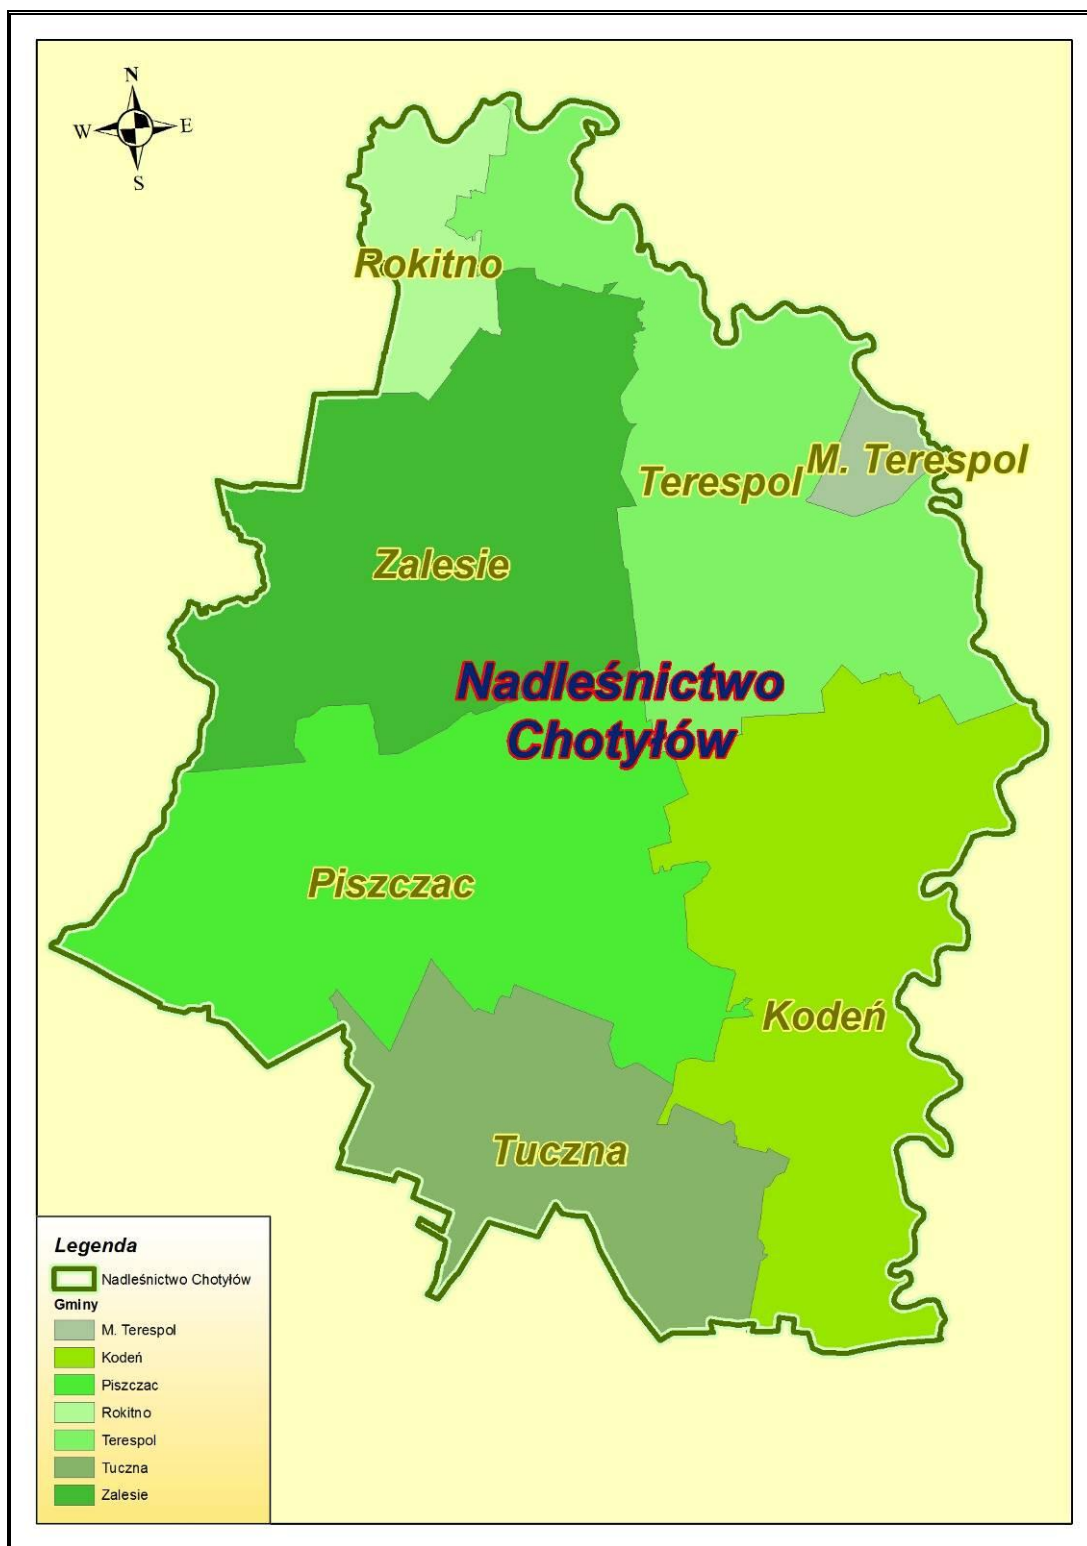 N
W E
S
Rokitno
M. Terespol
Terespol
Zalesie
Nadleśnictwo
Chotyłów
Piszczac
Kodeń
Tuczna
Legenda
Nadleśnictwo Chotyłów
Gminy
M. Terespol
Kodeń
Piszczac
Rokitno
Terespol
Tuczna
Zalesie